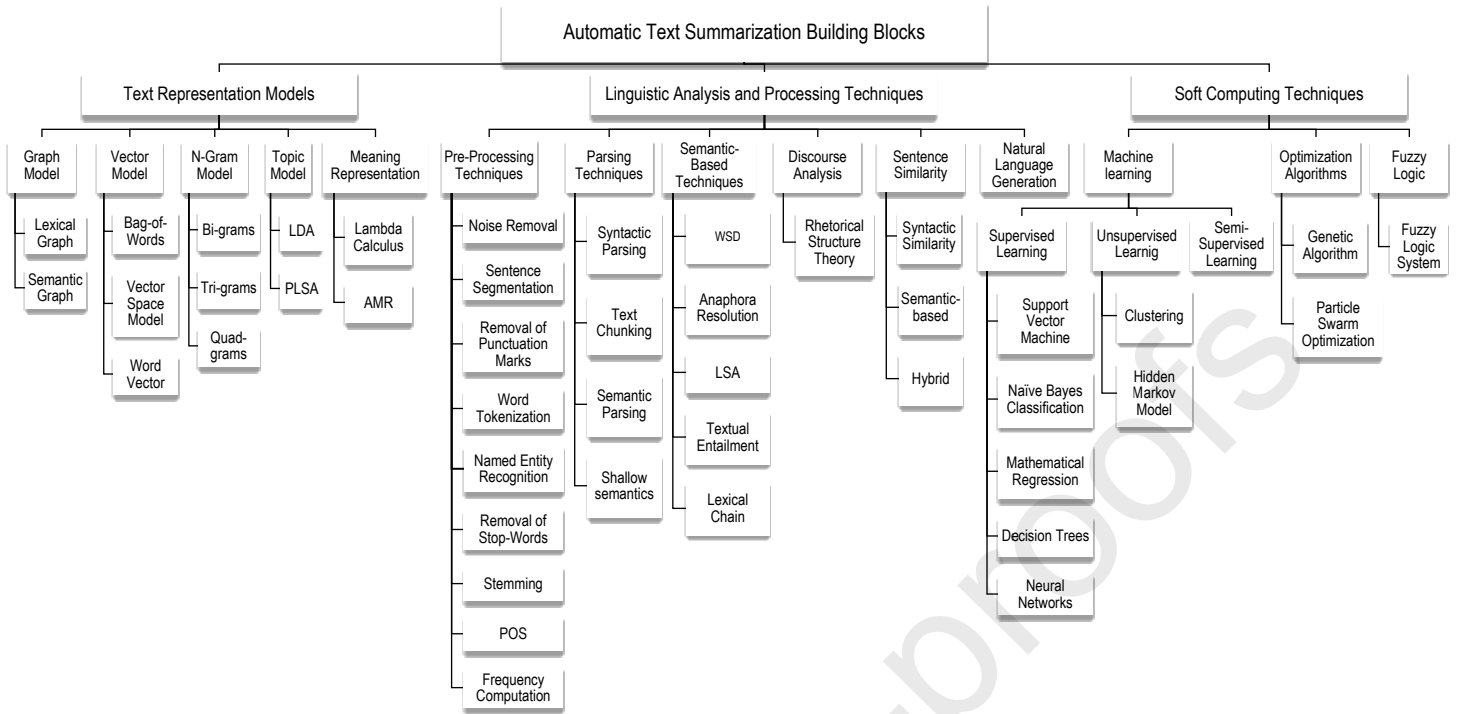 Automatic Text Summarization Building Blocks
Text Representation Models
Linguistic Analysis and Processing Techniques
Soft Computing Techniques
Graph
Model
Vector
Model
N-Gram
Model
Topic
Model
Meaning
Representation
Pre-Processing
Techniques
Parsing
Techniques
Semantic-
Based
Techniques
Discourse
Analysis
Sentence
Similarity
Natural
Language
Generation
Machine
learning
Optimization
Algorithms
Fuzzy
Logic
Lexical
Graph
Semantic
Graph
Bag-of-
Words
Vector
Space
Model
Word
Vector
Bi-grams
Tri-grams
Quad-
grams
LDA
PLSA
Lambda
Calculus
AMR
Noise Removal
Sentence
Segmentation
Removal of
Punctuation
Marks
Word
Tokenization
Named Entity
Recognition
Removal of
Stop-Words
Stemming
POS
Frequency
Computation
Syntactic
Parsing
Text
Chunking
Semantic
Parsing
Shallow
semantics
WSD
Anaphora
Resolution
LSA
Textual
Entailment
Lexical
Chain
Rhetorical
Structure
Theory
Syntactic
Similarity
Semantic-
based
Hybrid
Supervised
Learning
Support
Vector
Machine
Naïve Bayes
Classification
Mathematical
Regression
Decision Trees
Neural
Networks
Unsupervised
Learnig
Clustering
Hidden
Markov
Model
Semi-
Supervised
Learning
Genetic
Algorithm
Particle
Swarm
Optimization
Fuzzy
Logic
System
proofs